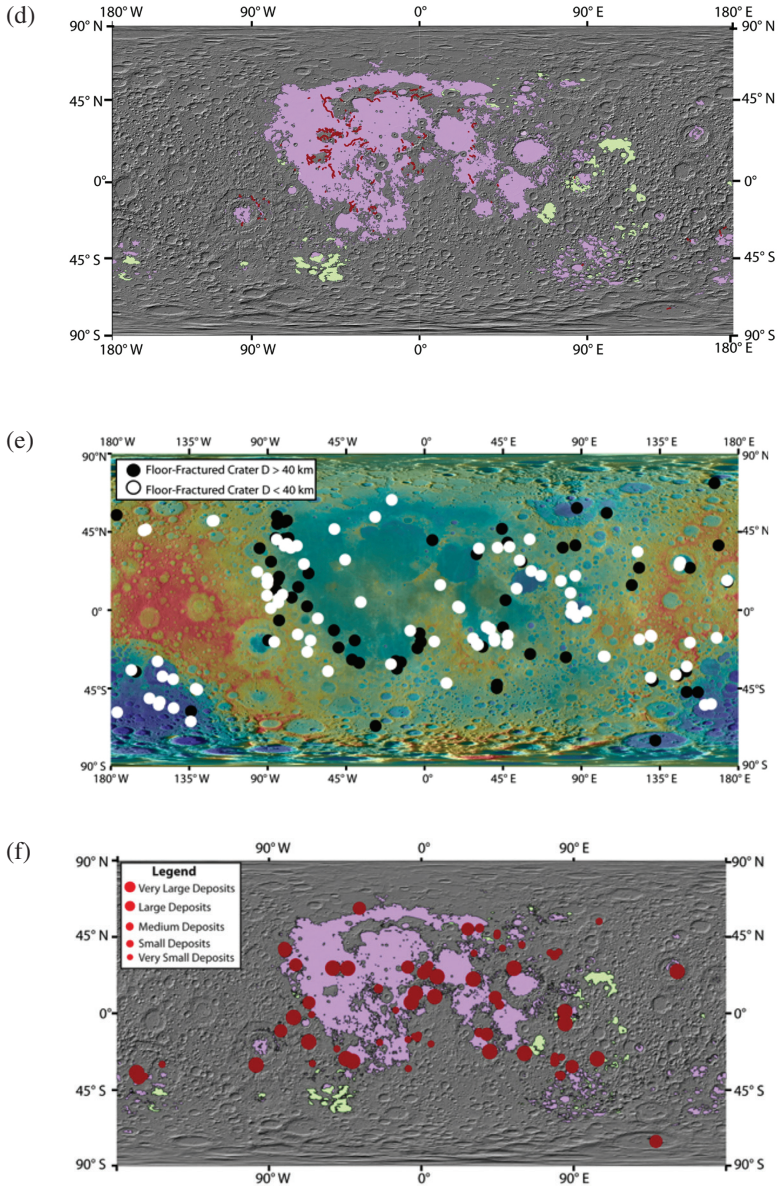 (d)
90° N
180° E
90° N
45° N
45° N
0°
0°
45° S
45° S
90° S
90° S
180° W
90° W
0°
90° E
180° E
(e)
180° W
135° W
90° W
45° W
0°
45° E
90° E
135° E
180° E
90° N
90° N
Floor-Fractured Crater D > 40 km
Floor-Fractured Crater D < 40 km
45° N
45° N
0°
0°
45° S
45° S
90° S
90° S
180° W
135° W
90° W
45° W
0°
45° E
90° E
135° E
180° E
(f)
90° W
0°
90° E
90° N
90° N
Legend
Very Large Deposits
Large Deposits
Medium Deposits
Small Deposits
Very Small Deposits
45° N
45° N
0°
0°
45° S
45° S
90° S
90° S
90° W
0°
90° E